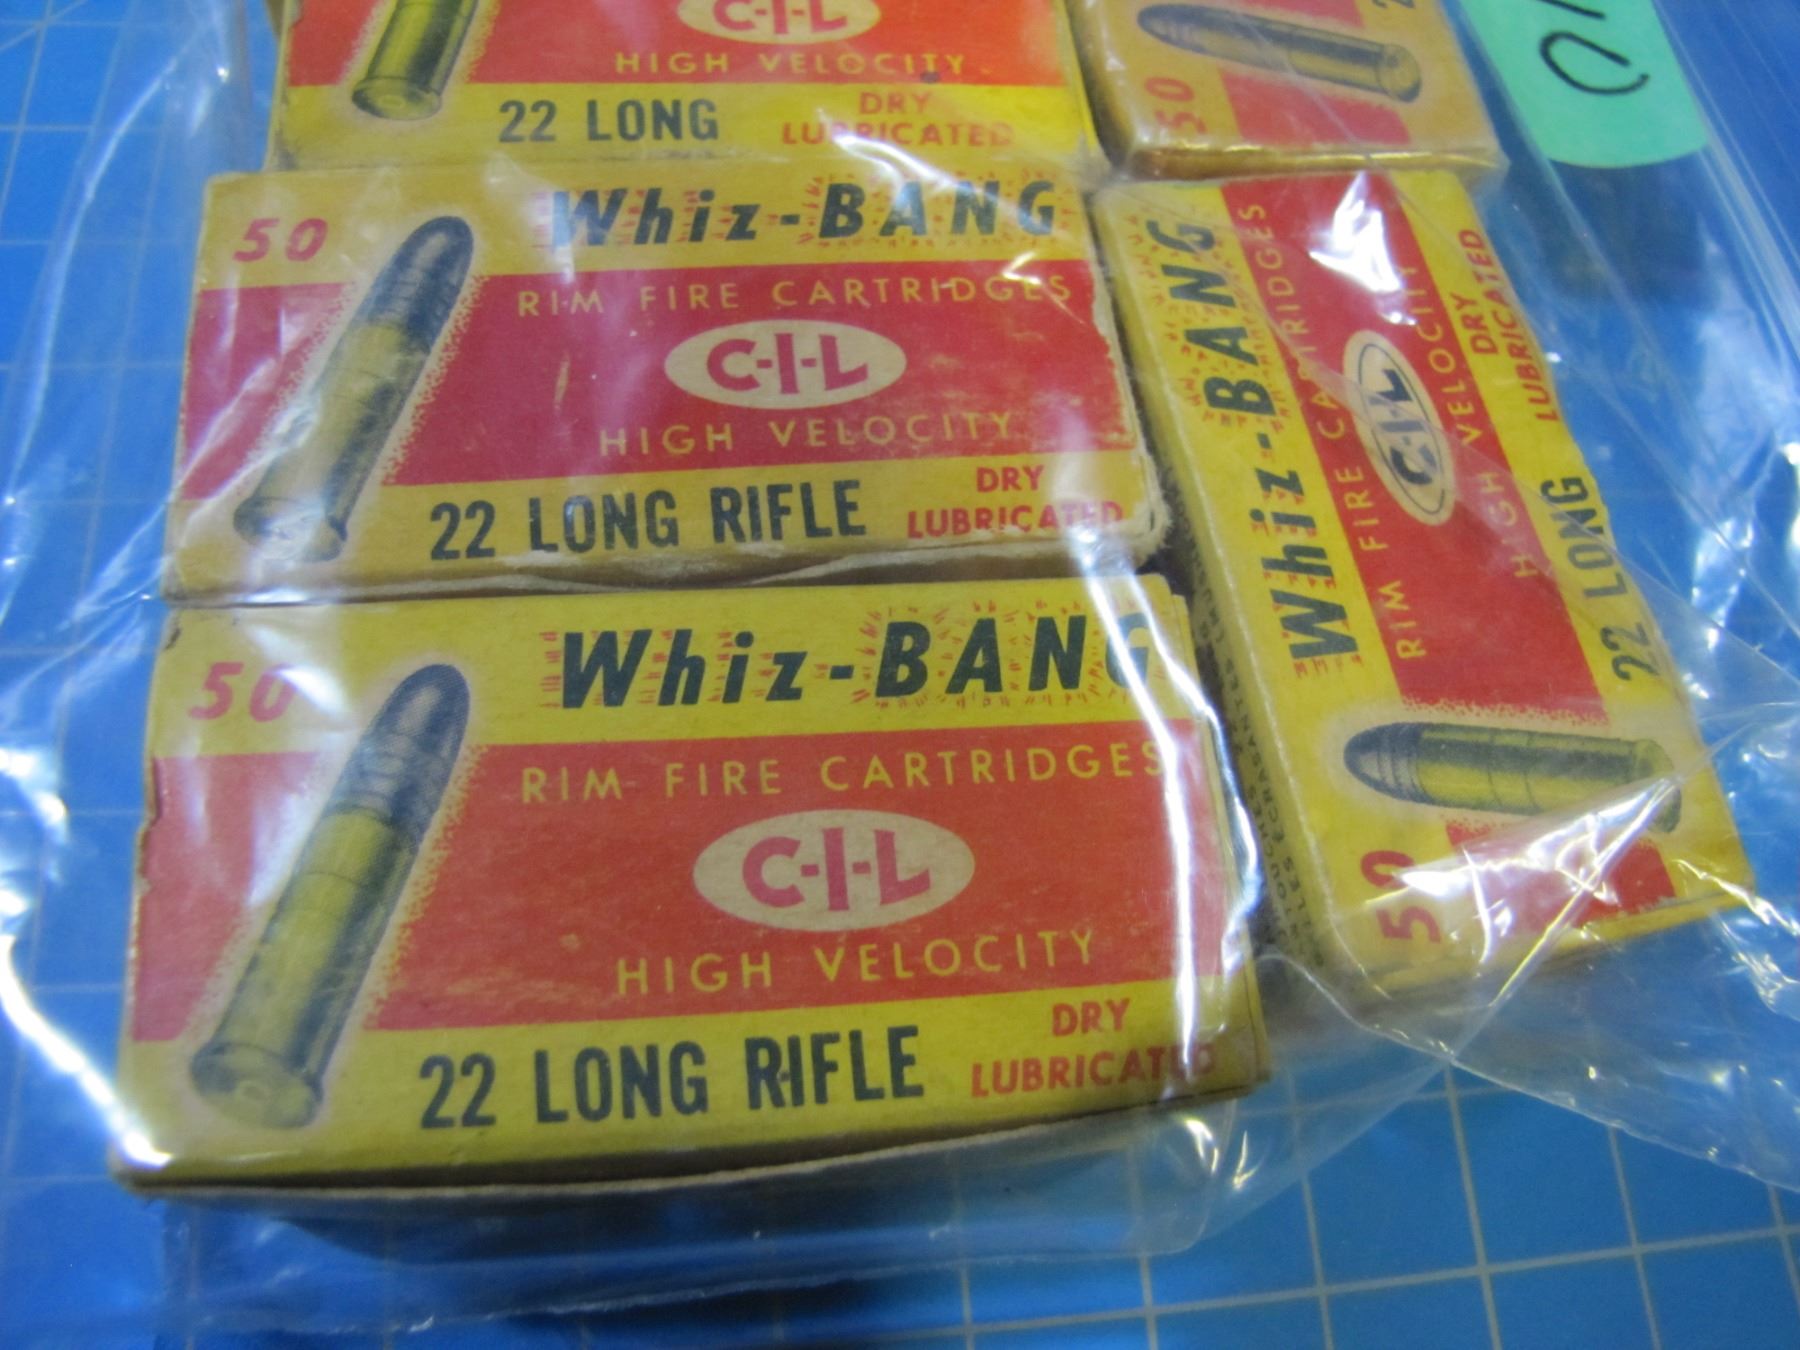 C-I-L
HIGH VELOCITY
22 LONG
DRY
LUBRICATED
50
50
Whiz-BANG
RIM FIRE CARTRIDGES
C-I-L
HIGH VELOCITY
22 LONG RIFLE
DRY
LUBRICATED
50
Whiz-BANG
RIM FIRE CARTRIDGES
C-I-L
HIGH VELOCITY
22 LONG RIFLE
DRY
LUBRICATED
Whiz-BANG
RIM FIRE CARTRIDGES
C-I-L
HIGH VELOCITY
22 LONG
DRY
LUBRICATED
50